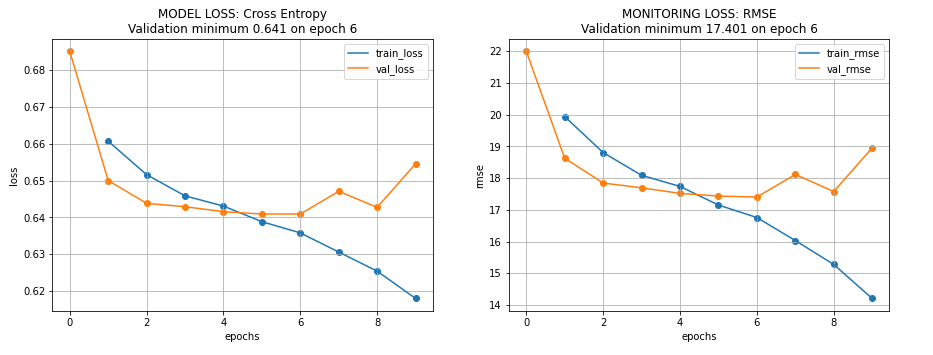 MODEL LOSS: Cross Entropy
Validation minimum 0.641 on epoch 6
train_loss
val_loss
0.68
0.67
0.66
0.65
0.64
0.63
0.62
loss
0 2 4 6 8
epochs
MONITORING LOSS: RMSE
Validation minimum 17.401 on epoch 6
train_rmse
val_rmse
22
21
20
19
18
17
16
15
14
rmse
0 2 4 6 8
epochs